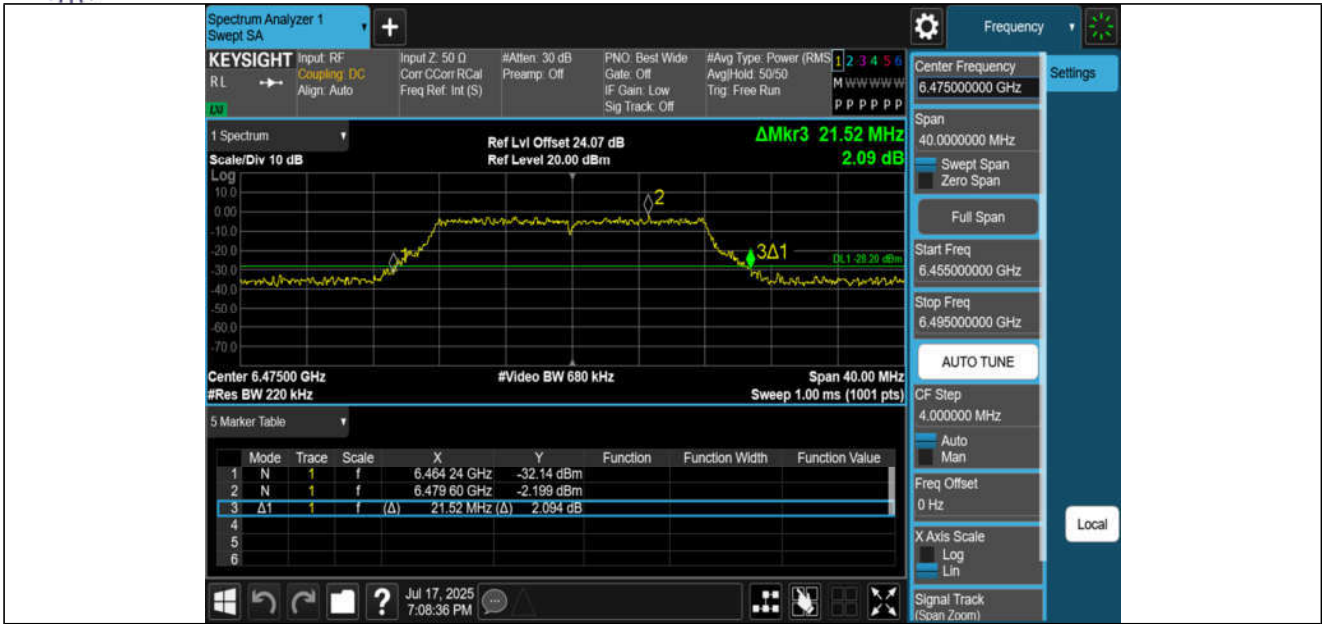 Spectrum Analyzer 1
Swept SA
+
Frequency
KEYSIGHT
RL
LXI
Input: RF
Coupling: DC
Align: Auto
Input Z: 50 Ω
Corr CCorr RCal
Freq Ref: Int (S)
#Atten: 30 dB
Preamp: Off
PNO: Best Wide
Gate: Off
IF Gain: Low
Sig Track: Off
#Avg Type: Power (RMS
Avg|Hold: 50/50
Trig: Free Run
1 2 3 4 5 6
M W W W W W
P P P P P P
1 Spectrum
Scale/Div 10 dB
Ref Lvl Offset 24.07 dB
Ref Level 20.00 dBm
ΔMkr3 21.52 MHz
2.09 dB
Log
10.0
0.00
-10.0
-20.0
-30.0
-40.0
-50.0
-60.0
-70.0
1
2
3Δ1
DL1 -28.20 dBm
Center 6.47500 GHz
#Res BW 220 kHz
#Video BW 680 kHz
Span 40.00 MHz
Sweep 1.00 ms (1001 pts)
5 Marker Table
Mode Trace Scale X Y Function Function Width Function Value
1 N 1 f 6.464 24 GHz -32.14 dBm
2 N 1 f 6.479 60 GHz -2.199 dBm
3 Δ1 1 f (Δ) 21.52 MHz (Δ) 2.094 dB
4
5
6
?
Jul 17, 2025
7:08:36 PM
Center Frequency
6.475000000 GHz
Span
40.0000000 MHz
Swept Span
Zero Span
Full Span
Start Freq
6.455000000 GHz
Stop Freq
6.495000000 GHz
AUTO TUNE
CF Step
4.000000 MHz
Auto
Man
Freq Offset
0 Hz
X Axis Scale
Log
Lin
Signal Track
(Span Zoom)
Settings
Local